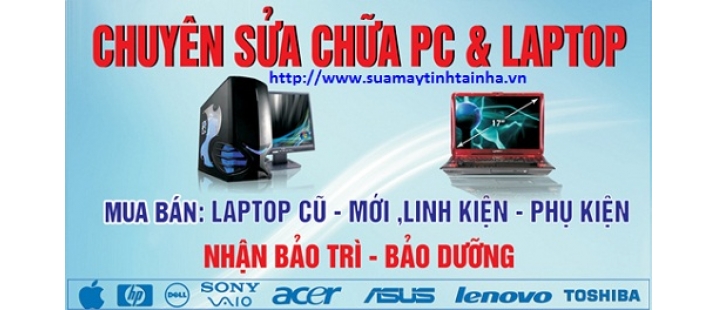 CHUYÊN SỬA CHỮA PC & LAPTOP
http://www.suamaytinhtainha.vn
17"
MUA BÁN: LAPTOP CŨ - MỚI ,LINH KIỆN - PHỤ KIỆN
NHẬN BẢO TRÌ - BẢO DƯỠNG
hp DELL SONY VAIO acer ASUS lenovo TOSHIBA